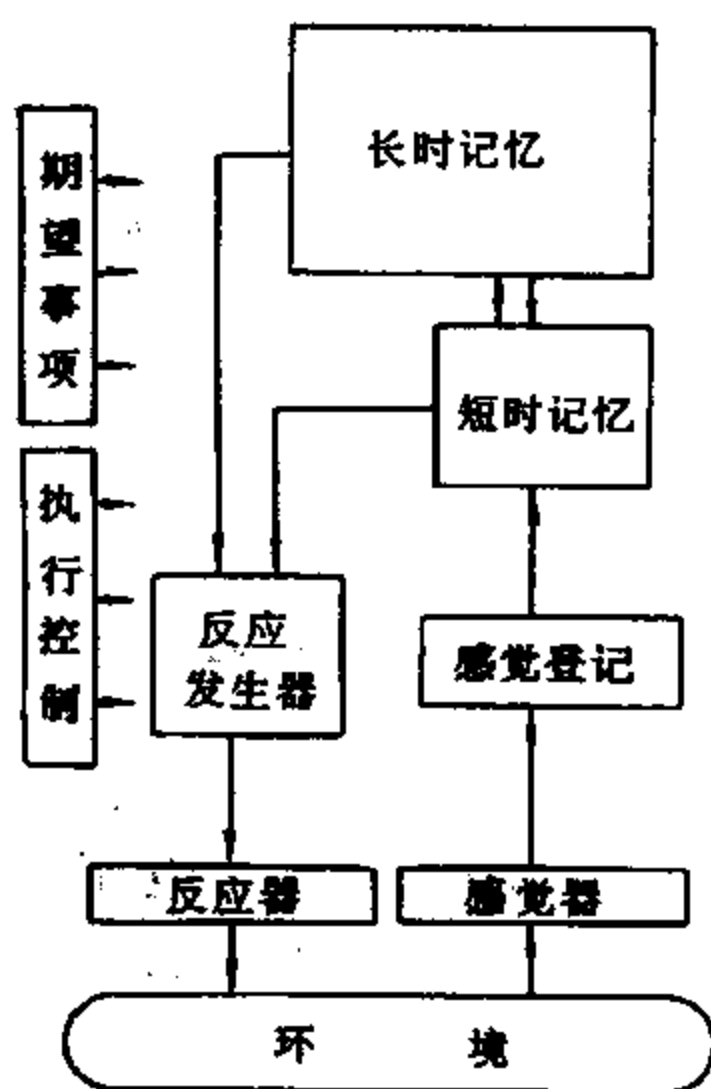 长时记忆
期望事项
短时记忆
执行控制
反应
发生器
感觉登记
反应器
感觉器
环 境